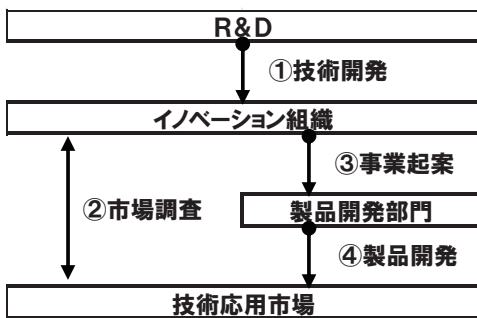 R&D
①技術開発
イノベーション組織
③事業起案
②市場調査
製品開発部門
④製品開発
技術応用市場